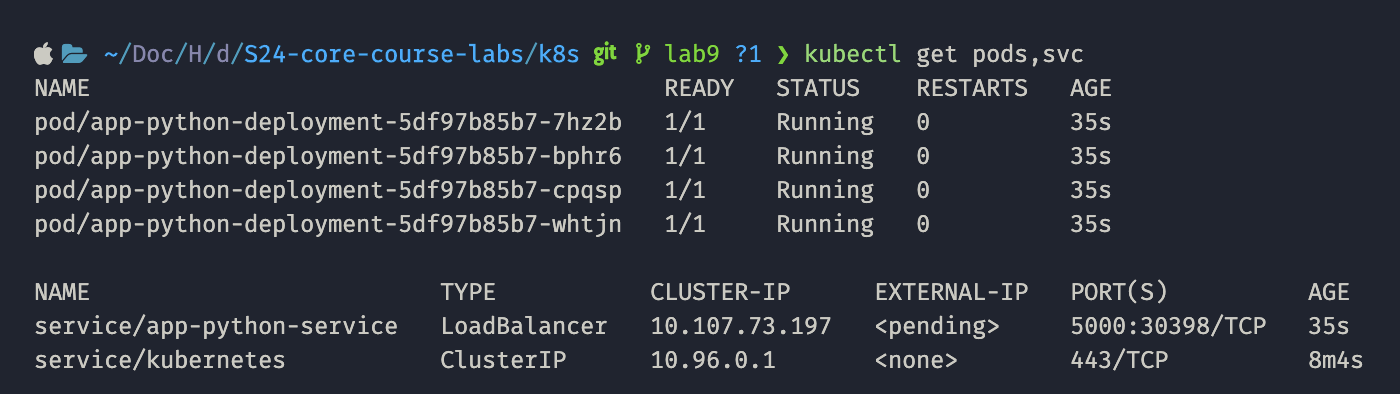 ~/Doc/H/d/S24-core-course-labs/k8s git lab9 ?1 ❯ kubectl get pods,svc
NAME READY STATUS RESTARTS AGE
pod/app-python-deployment-5df97b85b7-7hz2b 1/1 Running 0 35s
pod/app-python-deployment-5df97b85b7-bphr6 1/1 Running 0 35s
pod/app-python-deployment-5df97b85b7-cpqsp 1/1 Running 0 35s
pod/app-python-deployment-5df97b85b7-whtjn 1/1 Running 0 35s
NAME TYPE CLUSTER-IP EXTERNAL-IP PORT(S) AGE
service/app-python-service LoadBalancer 10.107.73.197 <pending> 5000:30398/TCP 35s
service/kubernetes ClusterIP 10.96.0.1 <none> 443/TCP 8m4s